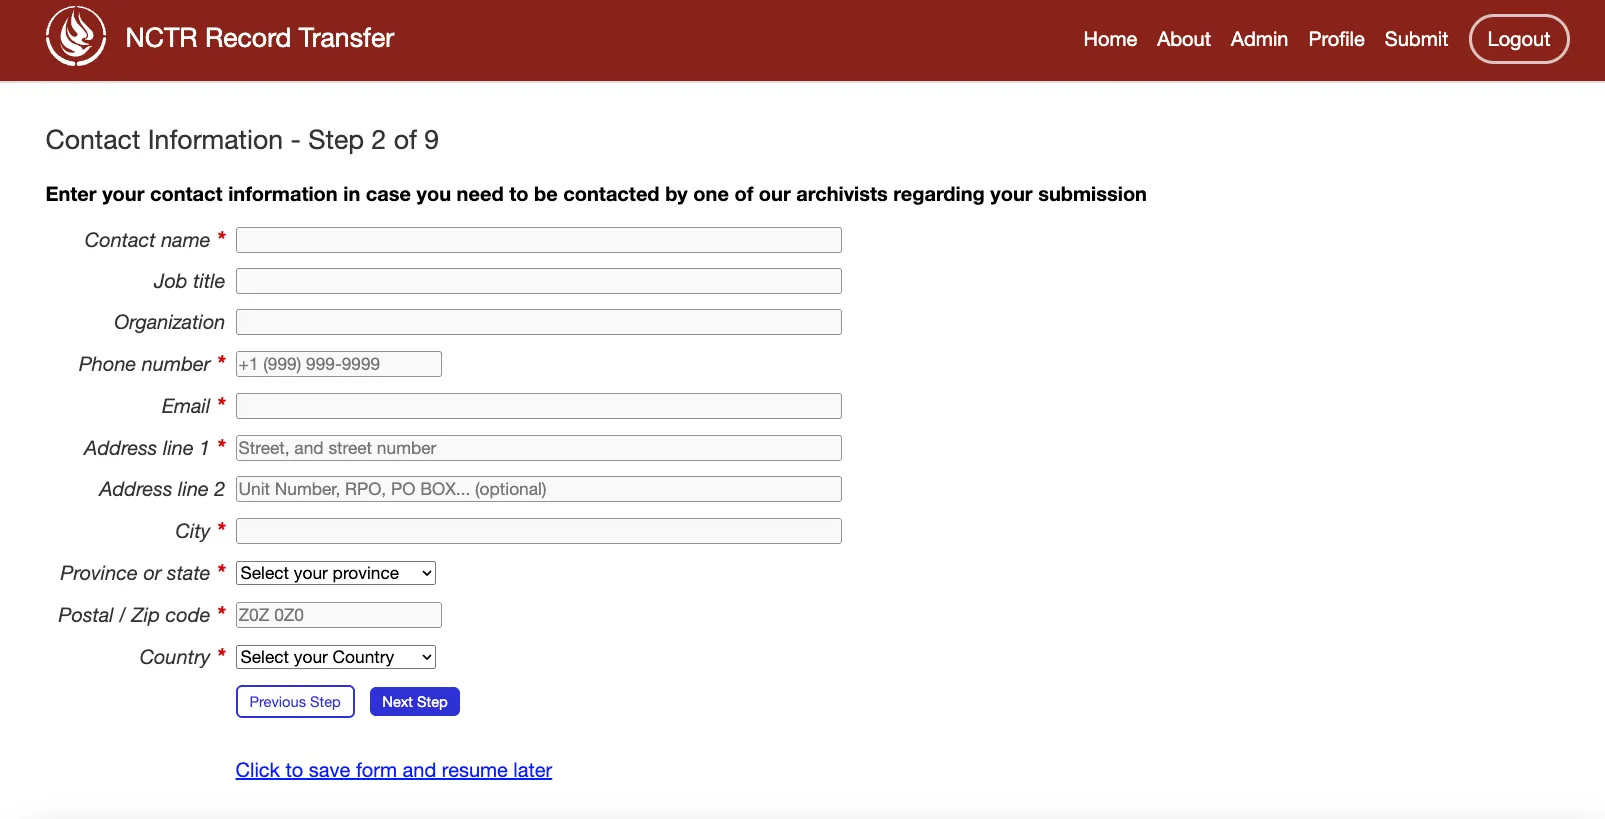 NCTR Record Transfer
Home About Admin Profile Submit Logout
Contact Information - Step 2 of 9
Enter your contact information in case you need to be contacted by one of our archivists regarding your submission
Contact name *
Job title
Organization
Phone number * +1 (999) 999-9999
Email *
Address line 1 * Street, and street number
Address line 2 Unit Number, RPO, PO BOX... (optional)
City *
Province or state * Select your province
Postal / Zip code * Z0Z 0Z0
Country * Select your Country
Previous Step Next Step
Click to save form and resume later